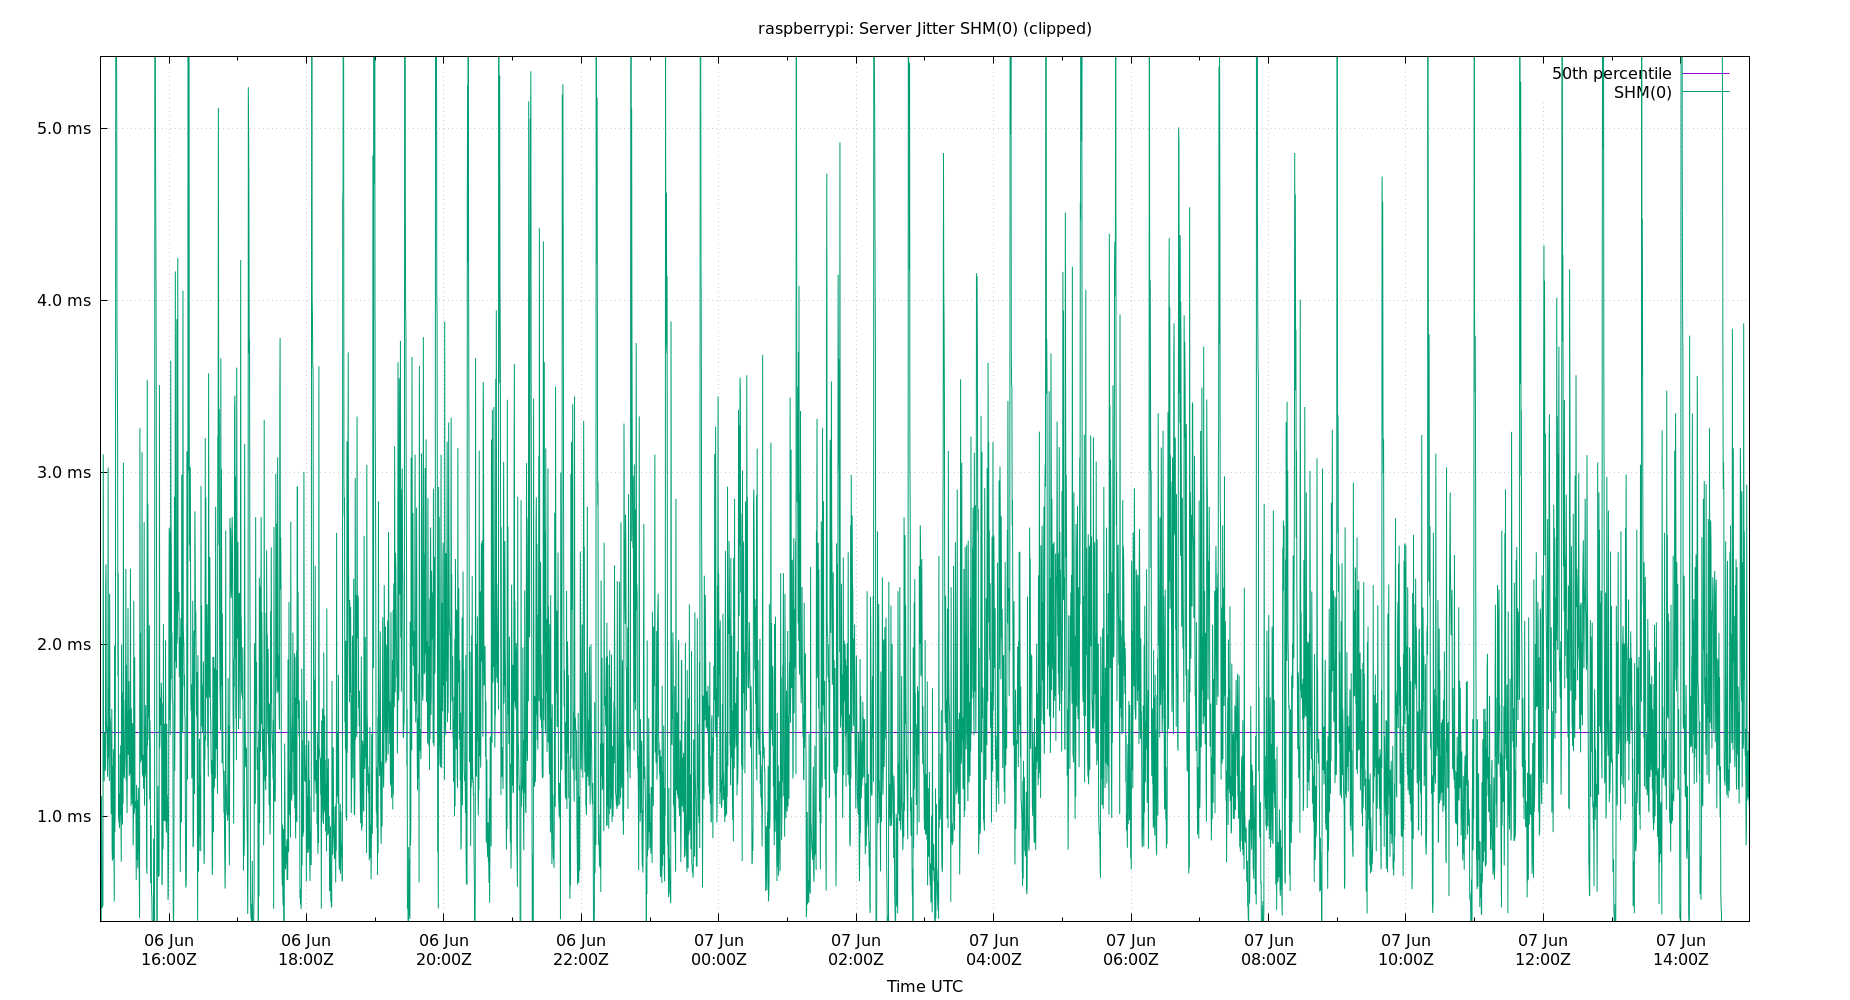 raspberrypi: Server Jitter SHM(0) (clipped)
50th percentile
SHM(0)
5.0 ms
4.0 ms
3.0 ms
2.0 ms
1.0 ms
06 Jun 06 Jun 06 Jun 06 Jun 07 Jun 07 Jun 07 Jun 07 Jun 07 Jun 07 Jun 07 Jun 07 Jun
16:00Z 18:00Z 20:00Z 22:00Z 00:00Z 02:00Z 04:00Z 06:00Z 08:00Z 10:00Z 12:00Z 14:00Z
Time UTC